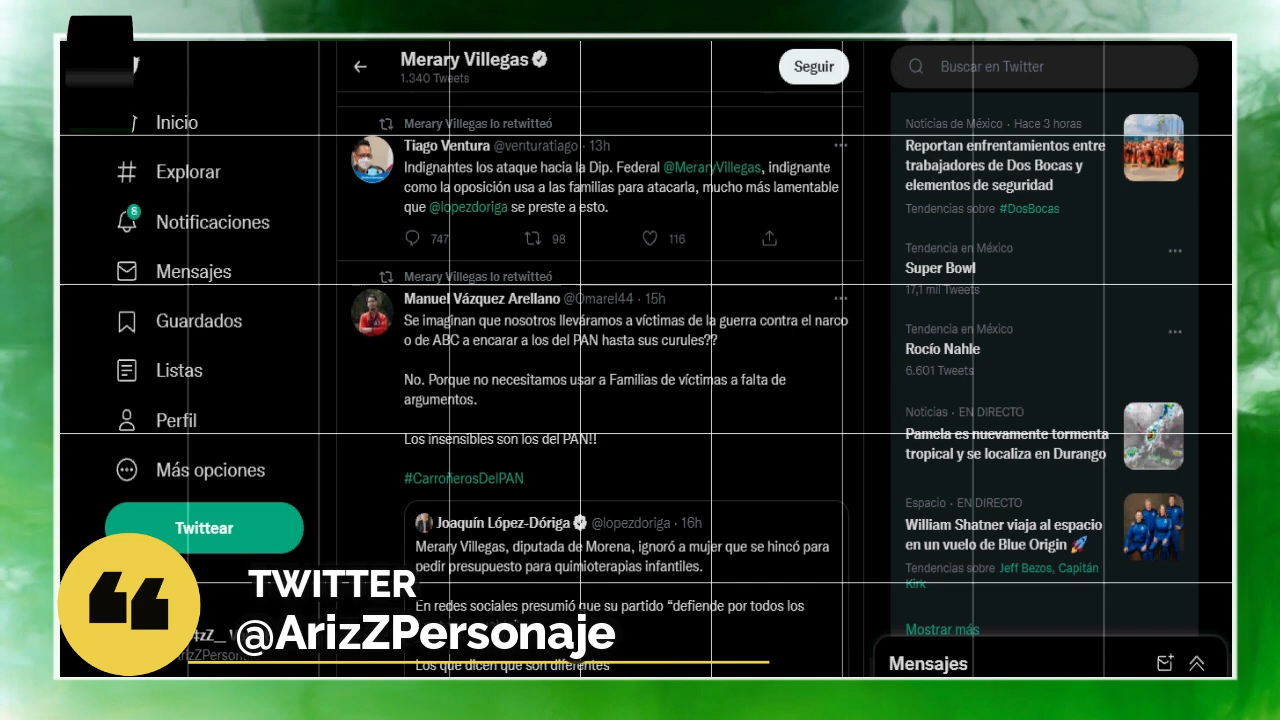 Inicio
Explorar
6
Notificaciones
Mensajes
Guardados
Listas
Perfil
Más opciones
Twittear
Merary Villegas
1.340 Tweets
Seguir
Merary Villegas lo retwitteó
Tiago Ventura @venturatiago · 13h
Indignantes los ataque hacia la Dip. Federal @MeraryVillegas, indignante
como la oposición usa a las familias para atacarla, mucho más lamentable
que @lopezdoriga se preste a esto.
747 98 116
Merary Villegas lo retwitteó
Manuel Vázquez Arellano @Omarel44 · 15h
Se imaginan que nosotros lleváramos a víctimas de la guerra contra el narco
o de ABC a encarar a los del PAN hasta sus curules??
No. Porque no necesitamos usar a Familias de víctimas a falta de
argumentos.
Los insensibles son los del PAN!!
#CarroñerosDelPAN
Joaquín López-Dóriga @lopezdoriga · 16h
Merary Villegas, diputada de Morena, ignoró a mujer que se hincó para
pedir presupuesto para quimioterapias infantiles.
En redes sociales presumió que su partido “defiende por todos los
Los que dicen que son diferentes
Buscar en Twitter
Noticias de México · Hace 3 horas
Reportan enfrentamientos entre
trabajadores de Dos Bocas y
elementos de seguridad
Tendencias sobre #DosBocas
Tendencia en México
Super Bowl
17,1 mil Tweets
Tendencia en México
Rocío Nahle
6.601 Tweets
Noticias · EN DIRECTO
Pamela es nuevamente tormenta
tropical y se localiza en Durango
Espacio · EN DIRECTO
William Shatner viaja al espacio
en un vuelo de Blue Origin 🚀
Tendencias sobre Jeff Bezos, Capitán
Kirk
Mostrar más
Mensajes
TWITTER
@ArizZPersonaje